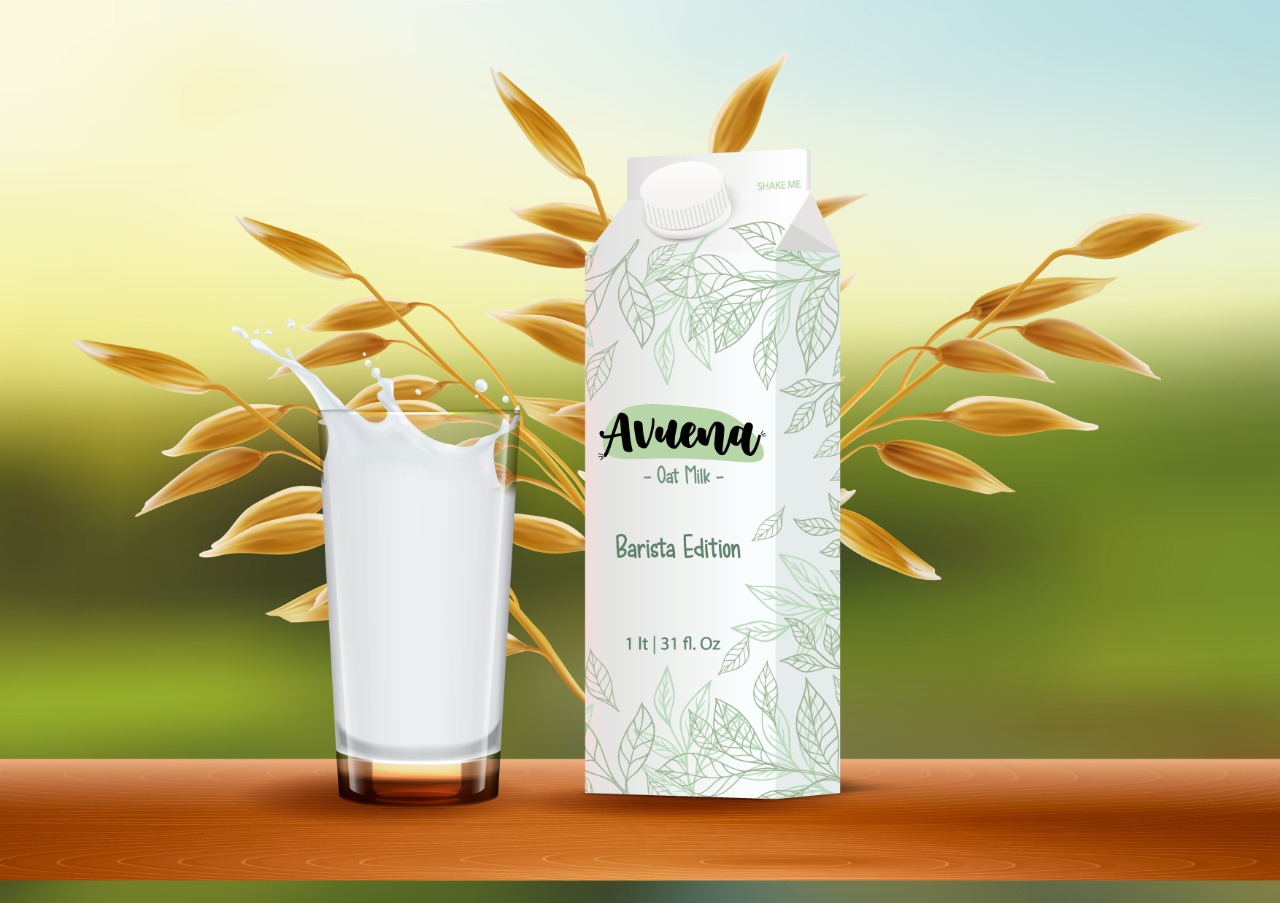 SHAKE ME
Avuena
- Oat Milk -
Barista Edition
1 lt | 31 fl. Oz